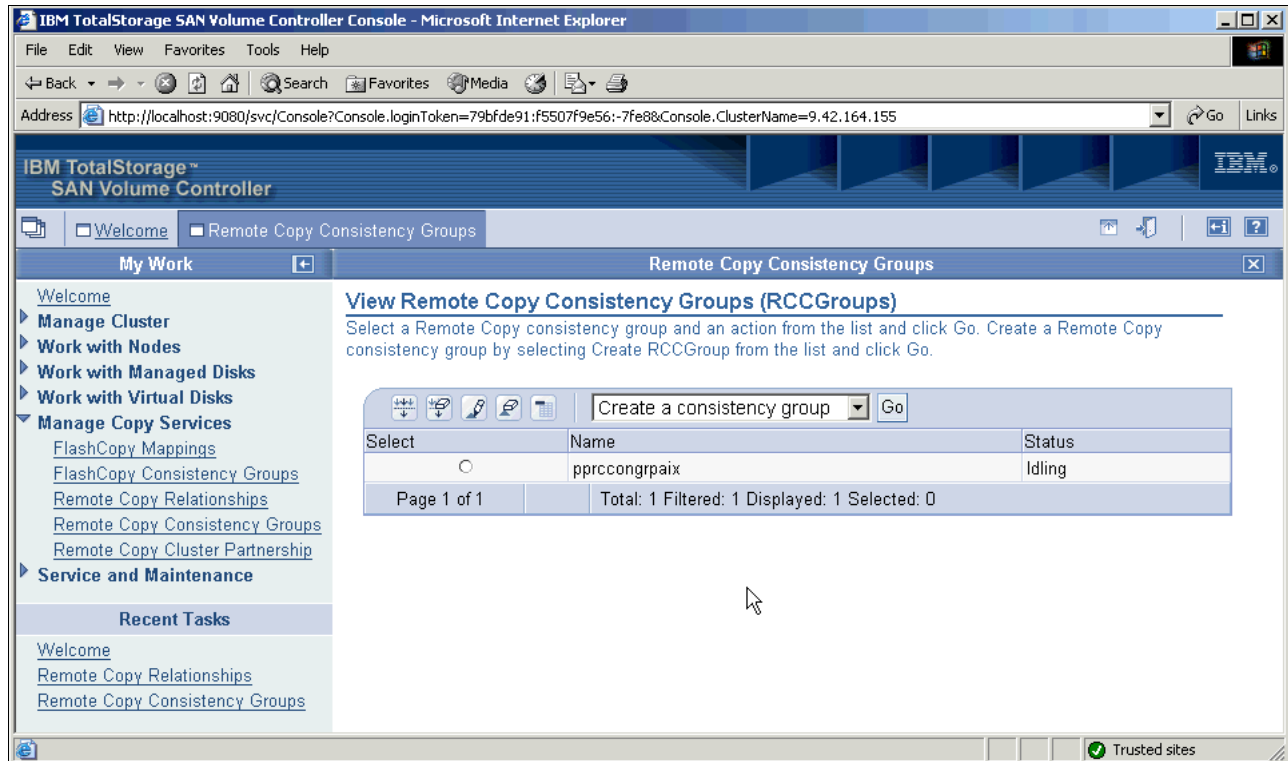 IBM TotalStorage SAN Volume Controller Console - Microsoft Internet Explorer
File Edit View Favorites Tools Help
Back Search Favorites Media
Address http://localhost:9080/svc/Console?Console.loginToken=79bfde91:f5507f9e56:-7fe8&Console.ClusterName=9.42.164.155 Go Links
IBM TotalStorage™
SAN Volume Controller
IBM®
Welcome Remote Copy Consistency Groups
My Work
Remote Copy Consistency Groups
Welcome
Manage Cluster
Work with Nodes
Work with Managed Disks
Work with Virtual Disks
Manage Copy Services
FlashCopy Mappings
FlashCopy Consistency Groups
Remote Copy Relationships
Remote Copy Consistency Groups
Remote Copy Cluster Partnership
Service and Maintenance
Recent Tasks
Welcome
Remote Copy Relationships
Remote Copy Consistency Groups
View Remote Copy Consistency Groups (RCCGroups)
Select a Remote Copy consistency group and an action from the list and click Go. Create a Remote Copy
consistency group by selecting Create RCCGroup from the list and click Go.
Create a consistency group Go
Select Name Status
pprccongrpaix Idling
Page 1 of 1 Total: 1 Filtered: 1 Displayed: 1 Selected: 0
Trusted sites